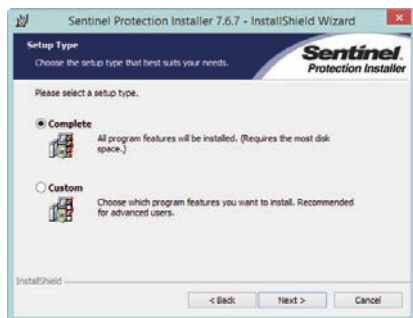 Sentinel Protection Installer 7.6.7 - InstallShield Wizard
Setup Type
Choose the setup type that best suits your needs.
Sentinel.
Protection Installer
Please select a setup type.
Complete
All program features will be installed. (Requires the most disk
space.)
Custom
Choose which program features you want to install. Recommended
for advanced users.
InstallShield
< Back Next > Cancel